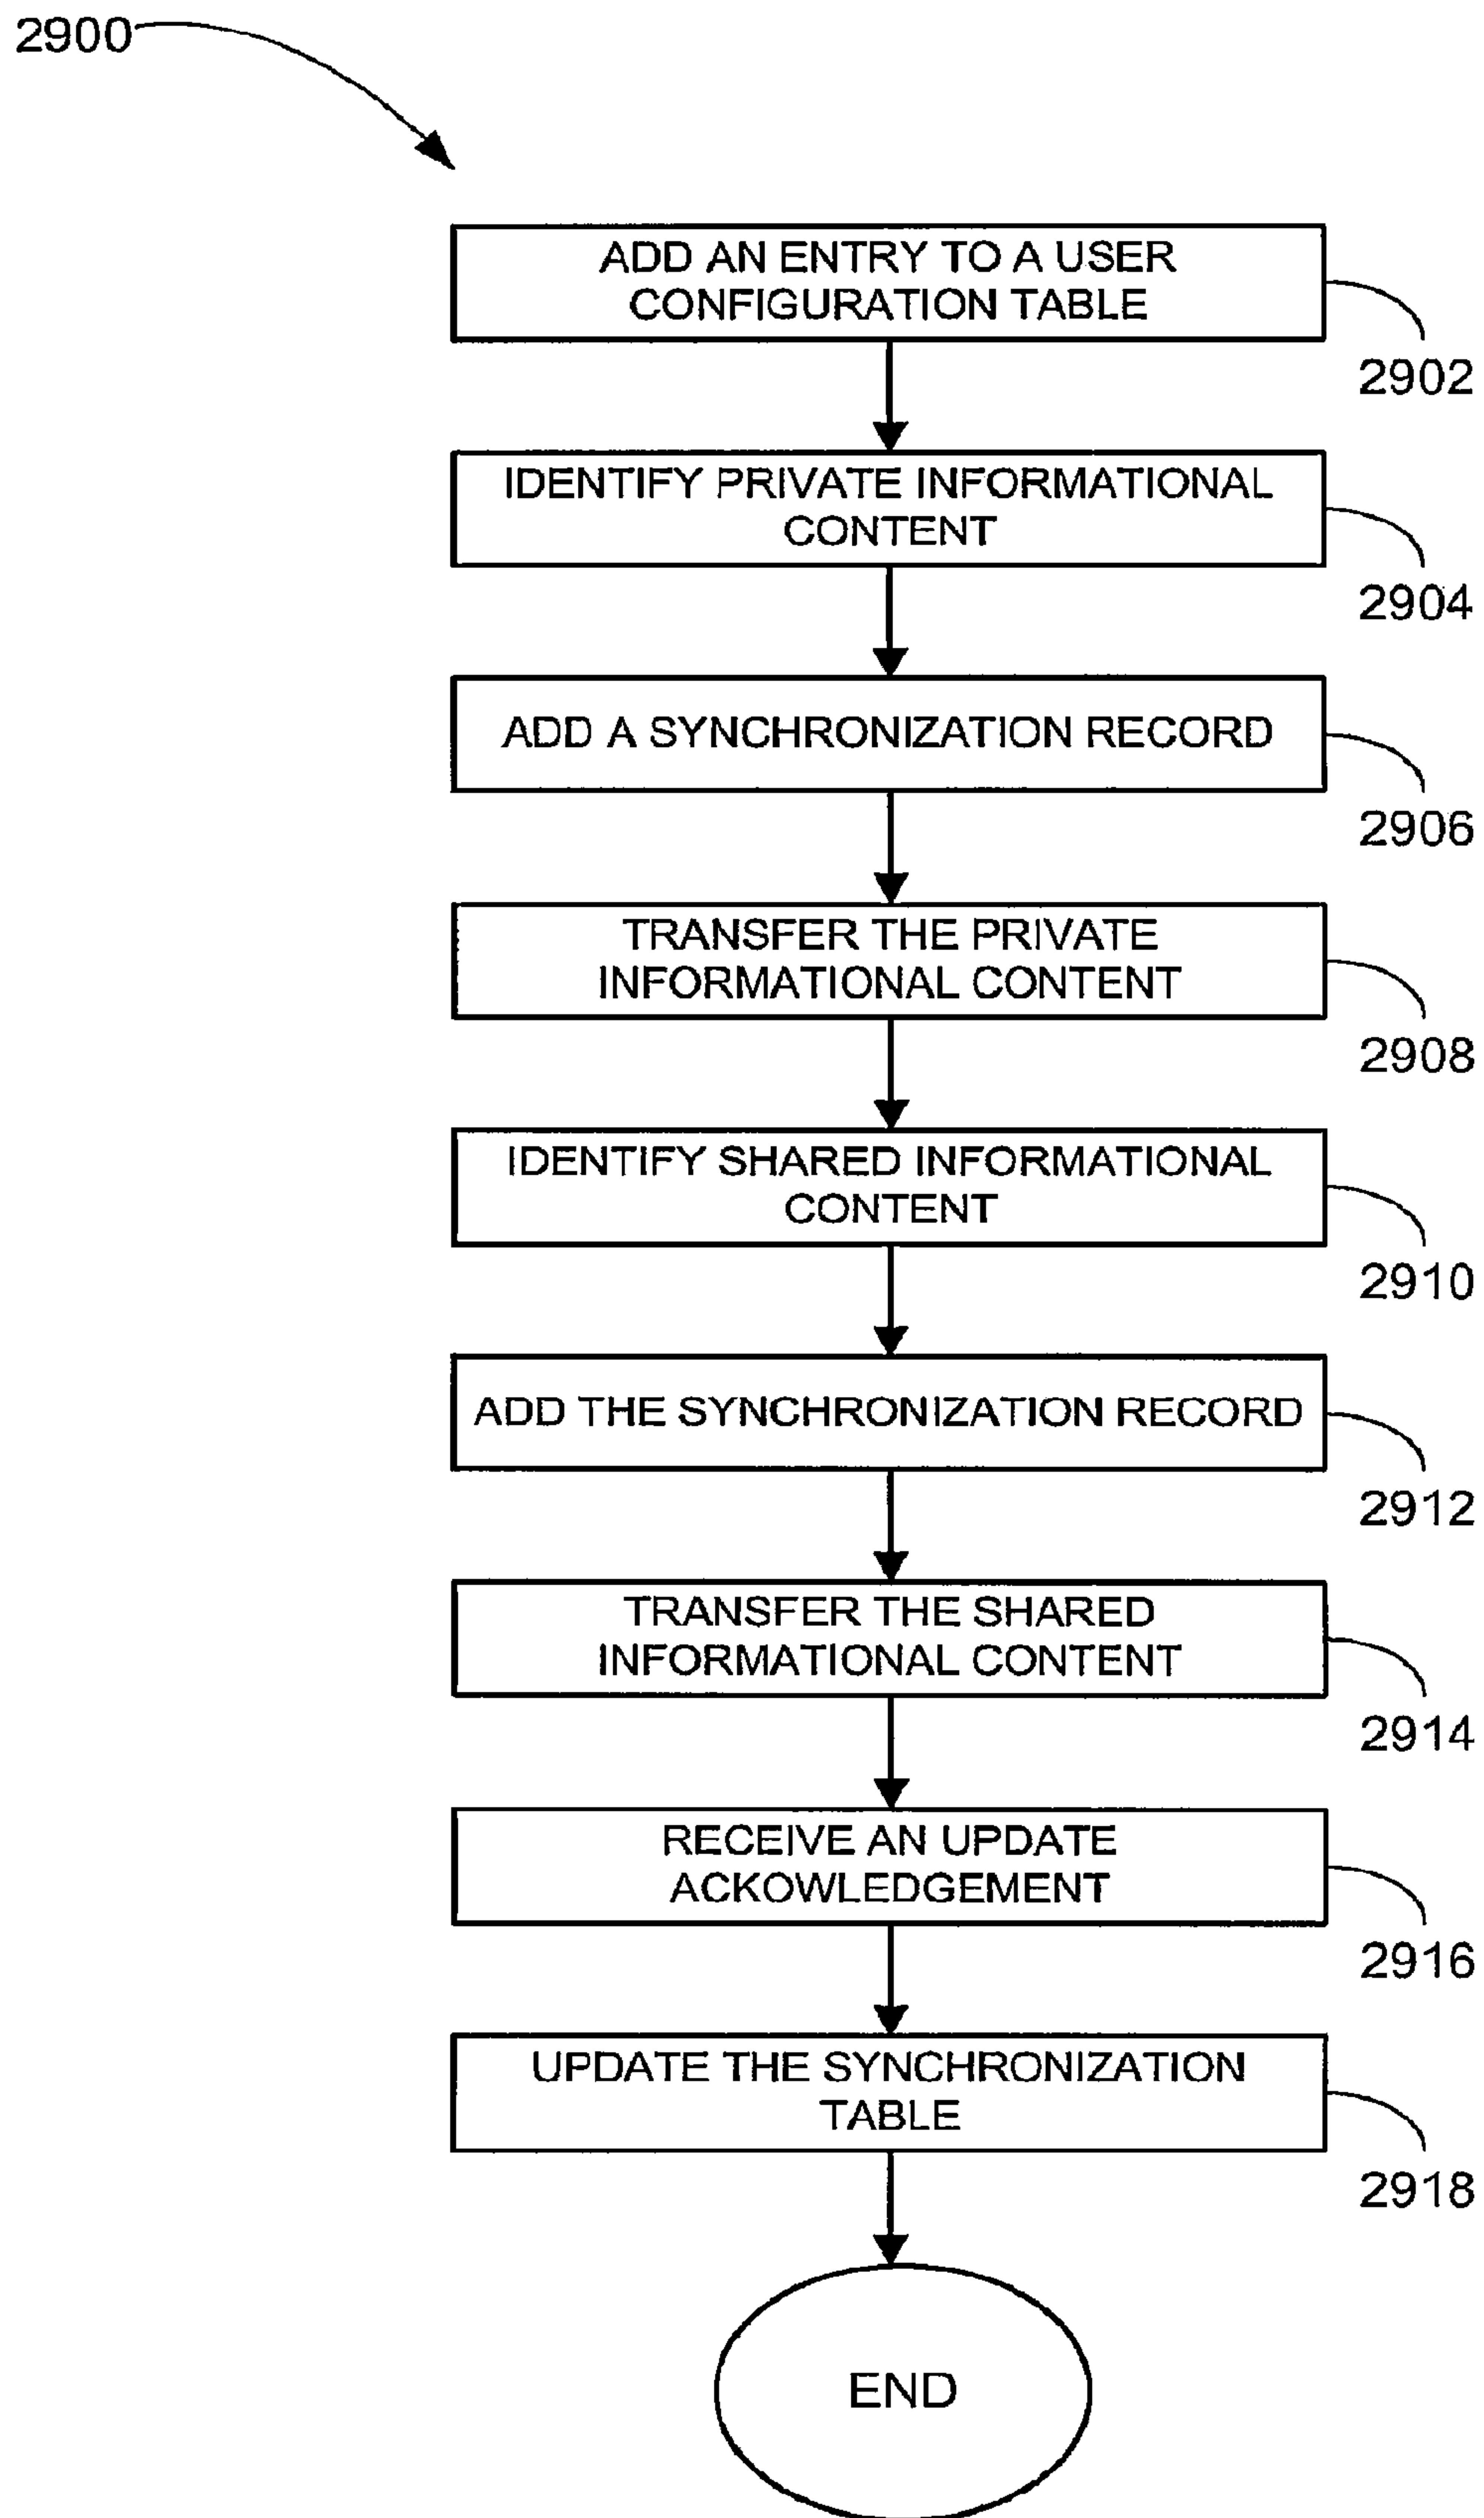 2900
ADD AN ENTRY TO A USER
CONFIGURATION TABLE
2902
IDENTIFY PRIVATE INFORMATIONAL
CONTENT
2904
ADD A SYNCHRONIZATION RECORD
2906
TRANSFER THE PRIVATE
INFORMATIONAL CONTENT
2908
IDENTIFY SHARED INFORMATIONAL
CONTENT
2910
ADD THE SYNCHRONIZATION RECORD
2912
TRANSFER THE SHARED
INFORMATIONAL CONTENT
2914
RECEIVE AN UPDATE
ACKOWLEDGEMENT
2916
UPDATE THE SYNCHRONIZATION
TABLE
2918
END